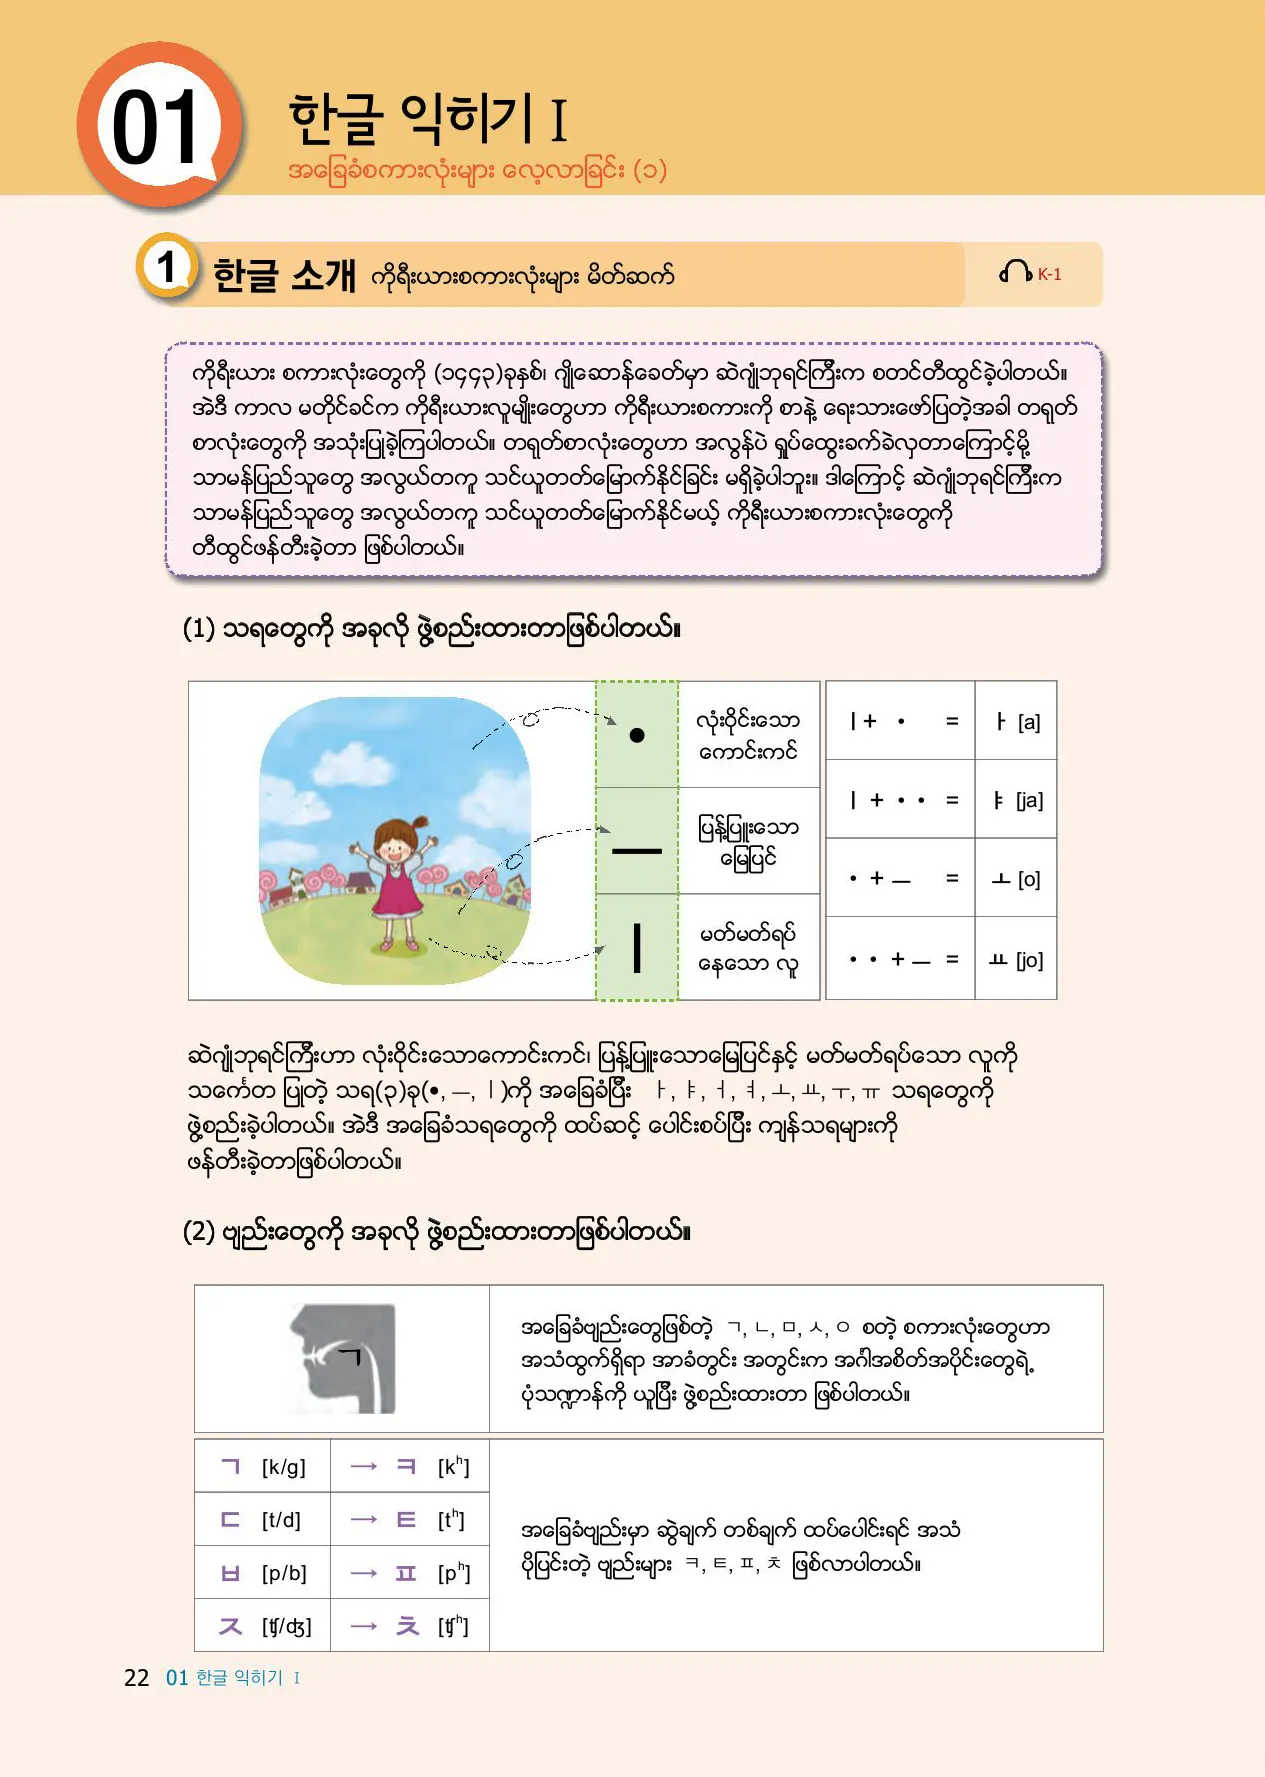 01
한글 익히기 I
အခြေခံစကားလုံးများ လေ့လာခြင်း (၁)
1 한글 소개 ကိုရီးယားစကားလုံးများ မိတ်ဆက်
K-1
ကိုရီးယား စကားလုံးတွေကို (၁၄၄၃)ခုနှစ်၊ ဂျိုဆောန်ခေတ်မှာ ဆဲဂျုံဘုရင်ကြီးက စတင်တီထွင်ခဲ့ပါတယ်။
အဲဒီ ကာလ မတိုင်ခင်က ကိုရီးယားလူမျိုးတွေဟာ ကိုရီးယားစကားကို စာနဲ့ ရေးသားဖော်ပြတဲ့အခါ တရုတ်
စာလုံးတွေကို အသုံးပြုခဲ့ကြပါတယ်။ တရုတ်စာလုံးတွေဟာ အလွန်ပဲ ရှုပ်ထွေးခက်ခဲလှတာကြောင့်မို့
သာမန်ပြည်သူတွေ အလွယ်တကူ သင်ယူတတ်မြောက်နိုင်ခြင်း မရှိခဲ့ပါဘူး။ ဒါကြောင့် ဆဲဂျုံဘုရင်ကြီးက
သာမန်ပြည်သူတွေ အလွယ်တကူ သင်ယူတတ်မြောက်နိုင်မယ့် ကိုရီးယားစကားလုံးတွေကို
တီထွင်ဖန်တီးခဲ့တာ ဖြစ်ပါတယ်။
(1) သရတွေကို အခုလို ဖွဲ့စည်းထားတာဖြစ်ပါတယ်။
• လုံးဝိုင်းသော
ကောင်းကင်
ㅡ ပြန့်ပြူးသော
မြေပြင်
ㅣ မတ်မတ်ရပ်
နေသော လူ
ㅣ+ • = ㅏ [a]
ㅣ + • • = ㅑ [ja]
• + ㅡ = ㅗ [o]
• • + ㅡ = ㅛ [jo]
ဆဲဂျုံဘုရင်ကြီးဟာ လုံးဝိုင်းသောကောင်းကင်၊ ပြန့်ပြူးသောမြေပြင်နှင့် မတ်မတ်ရပ်သော လူကို
သင်္ကေတ ပြုတဲ့ သရ(၃)ခု(•, ㅡ, ㅣ)ကို အခြေခံပြီး ㅏ, ㅑ, ㅓ, ㅕ, ㅗ, ㅛ, ㅜ, ㅠ သရတွေကို
ဖွဲ့စည်းခဲ့ပါတယ်။ အဲဒီ အခြေခံသရတွေကို ထပ်ဆင့် ပေါင်းစပ်ပြီး ကျန်သရများကို
ဖန်တီးခဲ့တာဖြစ်ပါတယ်။
(2) ဗျည်းတွေကို အခုလို ဖွဲ့စည်းထားတာဖြစ်ပါတယ်။
ㄱ
အခြေခံဗျည်းတွေဖြစ်တဲ့ ㄱ, ㄴ, ㅁ, ㅅ, ㅇ စတဲ့ စကားလုံးတွေဟာ
အသံထွက်ရှိရာ အာခံတွင်း အတွင်းက အင်္ဂါအစိတ်အပိုင်းတွေရဲ့
ပုံသဏ္ဌာန်ကို ယူပြီး ဖွဲ့စည်းထားတာ ဖြစ်ပါတယ်။
ㄱ [k/g] → ㅋ [kʰ]
ㄷ [t/d] → ㅌ [tʰ]
ㅂ [p/b] → ㅍ [pʰ]
ㅈ [ʧ/ʤ] → ㅊ [ʧʰ]
အခြေခံဗျည်းမှာ ဆွဲချက် တစ်ချက် ထပ်ပေါင်းရင် အသံ
ပိုပြင်းတဲ့ ဗျည်းများ ㅋ, ㅌ, ㅍ, ㅊ ဖြစ်လာပါတယ်။
22 01 한글 익히기 I